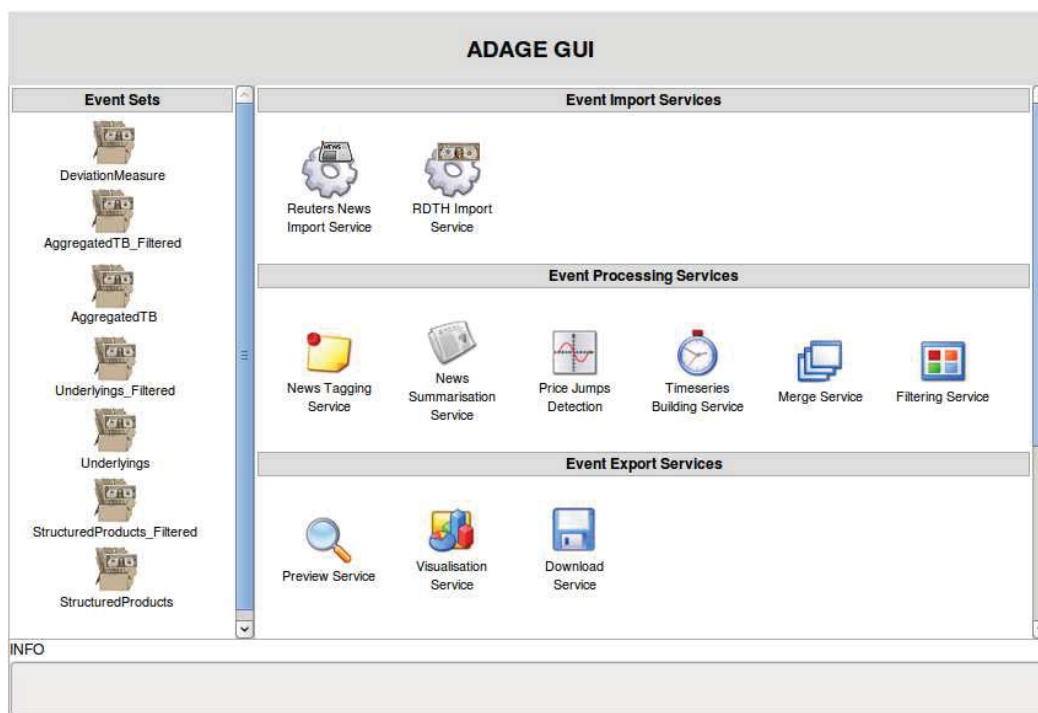 ADAGE GUI
Event Sets
DeviationMeasure
AggregatedTB_Filtered
AggregatedTB
Underlyings_Filtered
Underlyings
StructuredProducts_Filtered
StructuredProducts
Event Import Services
NEWS
Reuters News
Import Service
RDTH Import
Service
Event Processing Services
News Tagging
Service
News
Summarisation
Service
Price Jumps
Detection
Timeseries
Building Service
Merge Service
Filtering Service
Event Export Services
Preview Service
Visualisation
Service
Download
Service
INFO